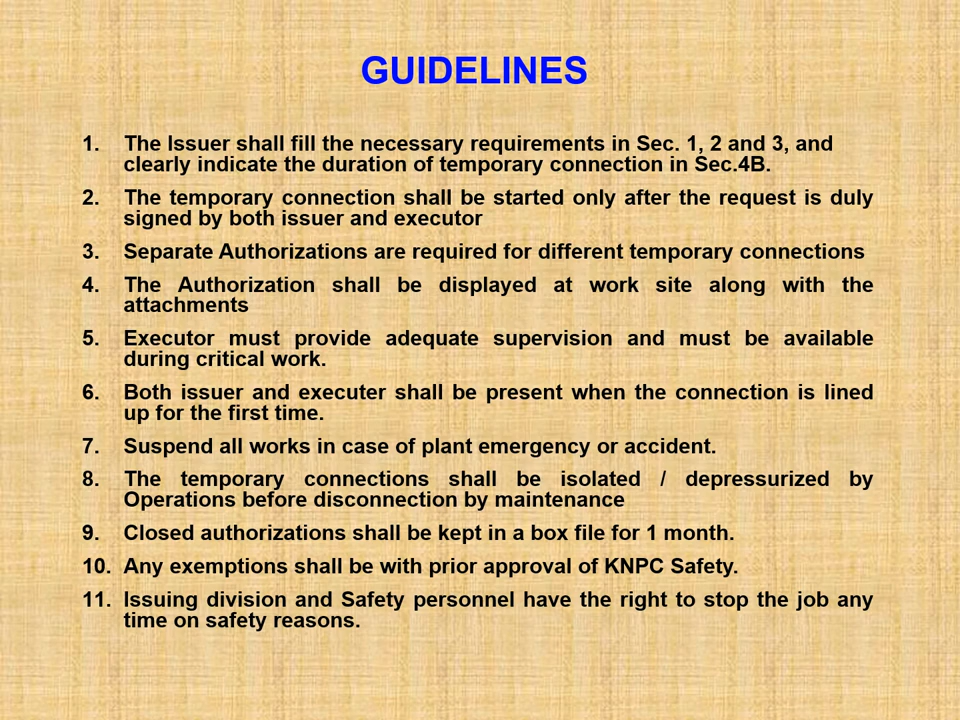 GUIDELINES
1. The Issuer shall fill the necessary requirements in Sec. 1, 2 and 3, and
clearly indicate the duration of temporary connection in Sec.4B.
2. The temporary connection shall be started only after the request is duly
signed by both issuer and executor
3. Separate Authorizations are required for different temporary connections
4. The Authorization shall be displayed at work site along with the
attachments
5. Executor must provide adequate supervision and must be available
during critical work.
6. Both issuer and executer shall be present when the connection is lined
up for the first time.
7. Suspend all works in case of plant emergency or accident.
8. The temporary connections shall be isolated / depressurized by
Operations before disconnection by maintenance
9. Closed authorizations shall be kept in a box file for 1 month.
10. Any exemptions shall be with prior approval of KNPC Safety.
11. Issuing division and Safety personnel have the right to stop the job any
time on safety reasons.